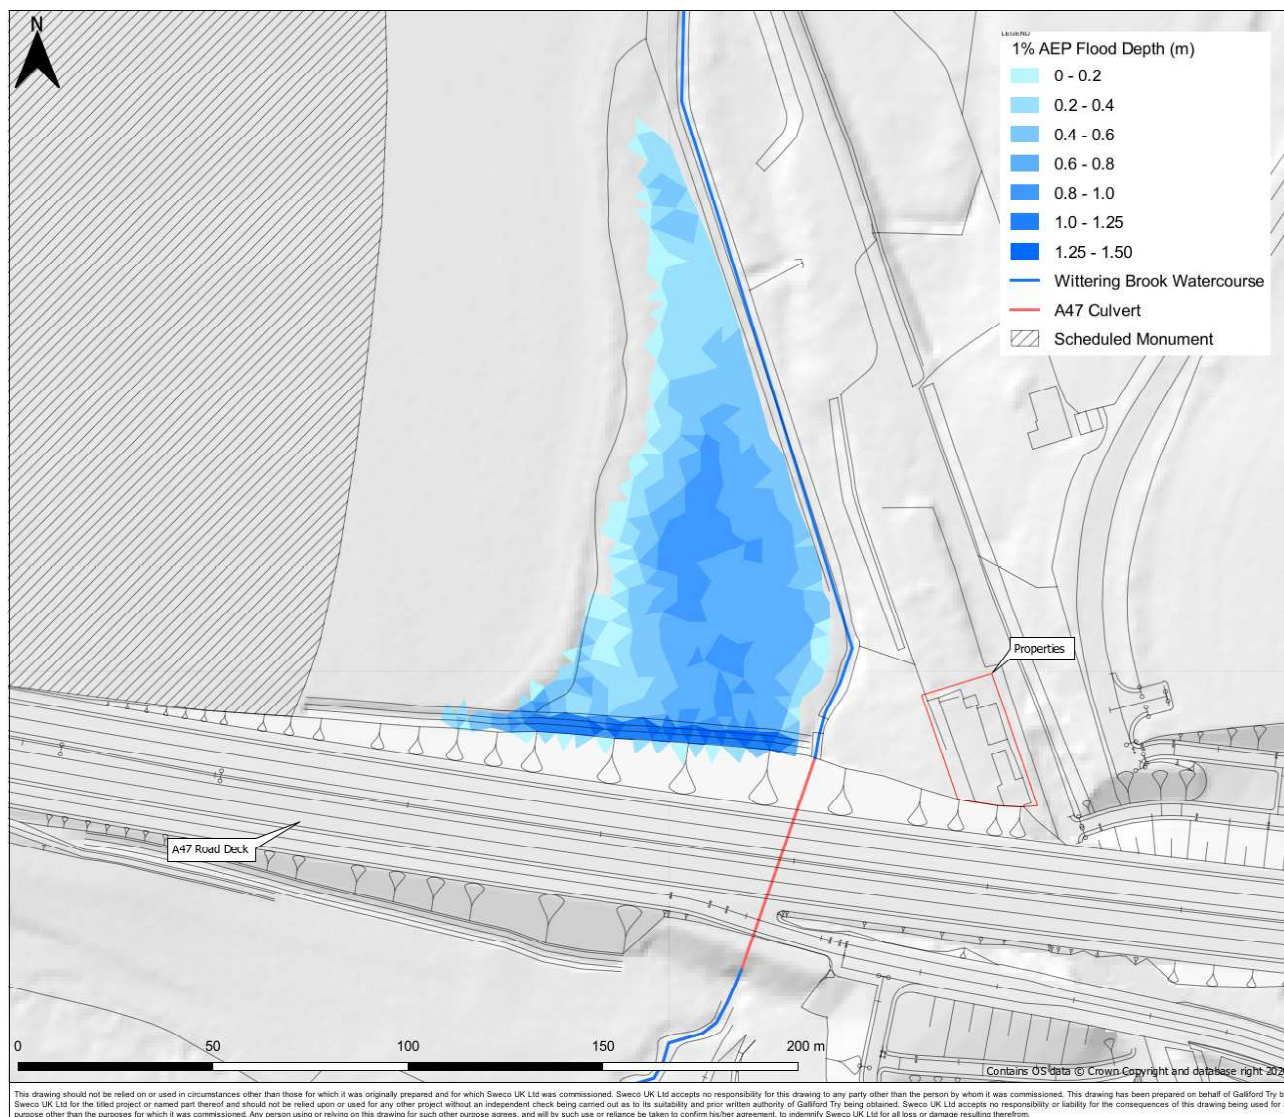 N
LEGEND
1% AEP Flood Depth (m)
0 - 0.2
0.2 - 0.4
0.4 - 0.6
0.6 - 0.8
0.8 - 1.0
1.0 - 1.25
1.25 - 1.50
Wittering Brook Watercourse
A47 Culvert
Scheduled Monument
Properties
A47 Road Deck
0 50 100 150 200 m
Contains OS data © Crown Copyright and database right 202
This drawing should not be relied on or used in circumstances other than those for which it was originally prepared and for which Sweco UK Ltd was commissioned. Sweco UK Ltd accepts no responsibility for this drawing to any party other than the person by whom it was commissioned. This drawing has been prepared on behalf of Galliford Try
Sweco UK Ltd for the titled project or named part thereof and should not be relied upon or used for any other project without an independent check being carried out as to its suitability and prior written authority of Galliford Try being obtained. Sweco UK Ltd accepts no responsibility or liability for the consequences of this drawing being used for
purpose other than the purposes for which it was commissioned. Any person using or relying on this drawing for such other purpose agrees, and will by such use or reliance be taken to confirm his/her agreement, to indemnify Sweco UK Ltd for all loss or damage resulting therefrom.